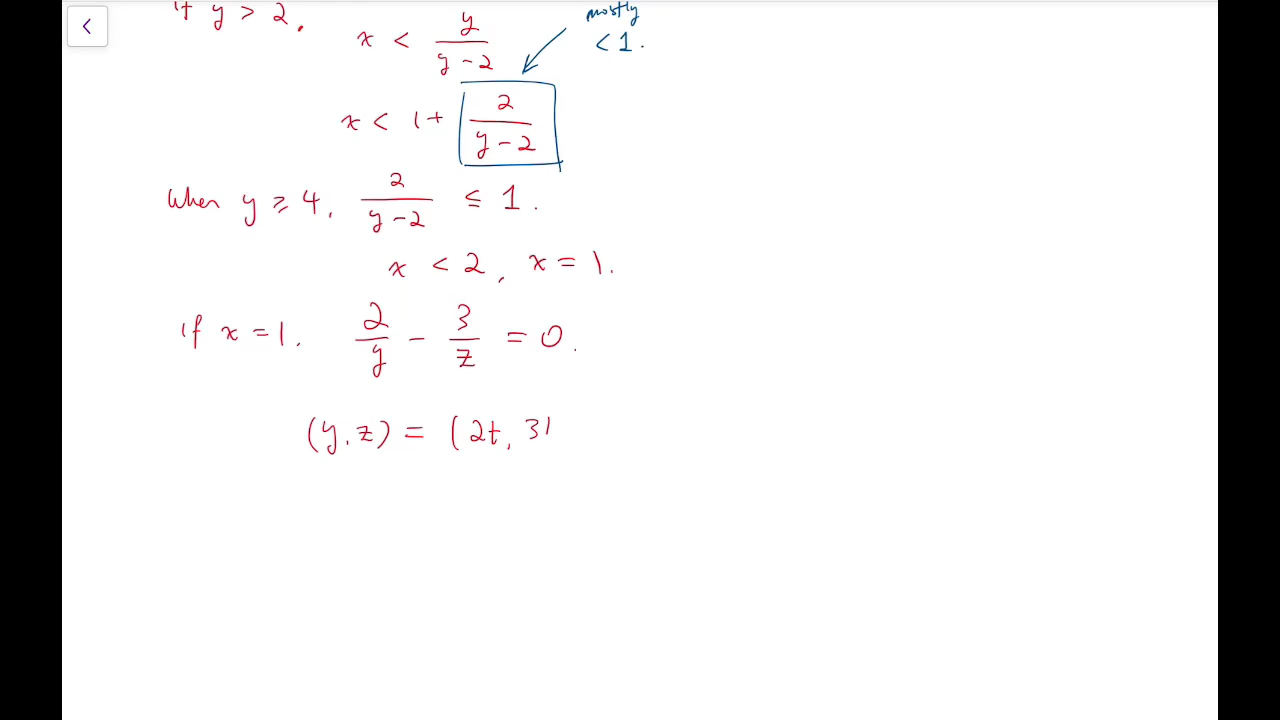 If y > 2.
x < y/(y-2)
mostly < 1.
x < 1+ 2/(y-2)
When y ≥ 4, 2/(y-2) ≤ 1.
x < 2, x = 1.
If x = 1. 2/y - 3/z = 0.
(y, z) = (2t, 3